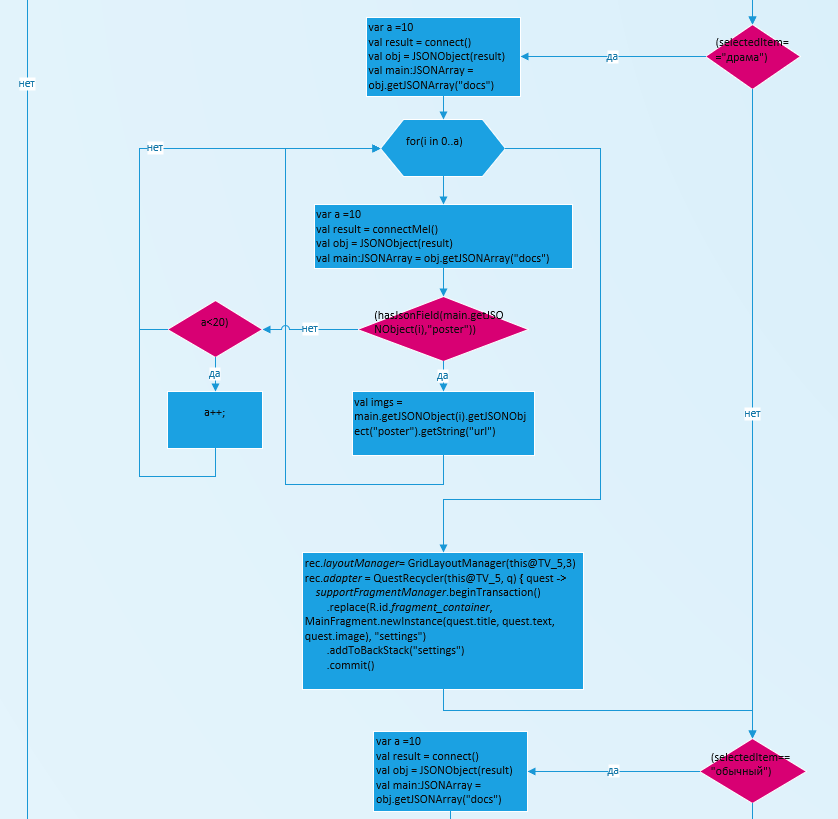 var a =10
val result = connect()
val obj = JSONObject(result)
val main:JSONArray =
obj.getJSONArray("docs")
да
(selectedItem=
="драма")
нет
нет
for(i in 0..a)
var a =10
val result = connectMel()
val obj = JSONObject(result)
val main:JSONArray = obj.getJSONArray("docs")
a<20)
нет
(hasJsonField(main.getJSO
NObject(i),"poster"))
да
да
a++;
val imgs =
main.getJSONObject(i).getJSONObj
ect("poster").getString("url")
нет
rec.layoutManager= GridLayoutManager(this@TV_5,3)
rec.adapter = QuestRecycler(this@TV_5, q) { quest ->
supportFragmentManager.beginTransaction()
.replace(R.id.fragment_container,
MainFragment.newInstance(quest.title, quest.text,
quest.image), "settings")
.addToBackStack("settings")
.commit()
var a =10
val result = connect()
val obj = JSONObject(result)
val main:JSONArray =
obj.getJSONArray("docs")
да
(selectedItem==
"обычный")